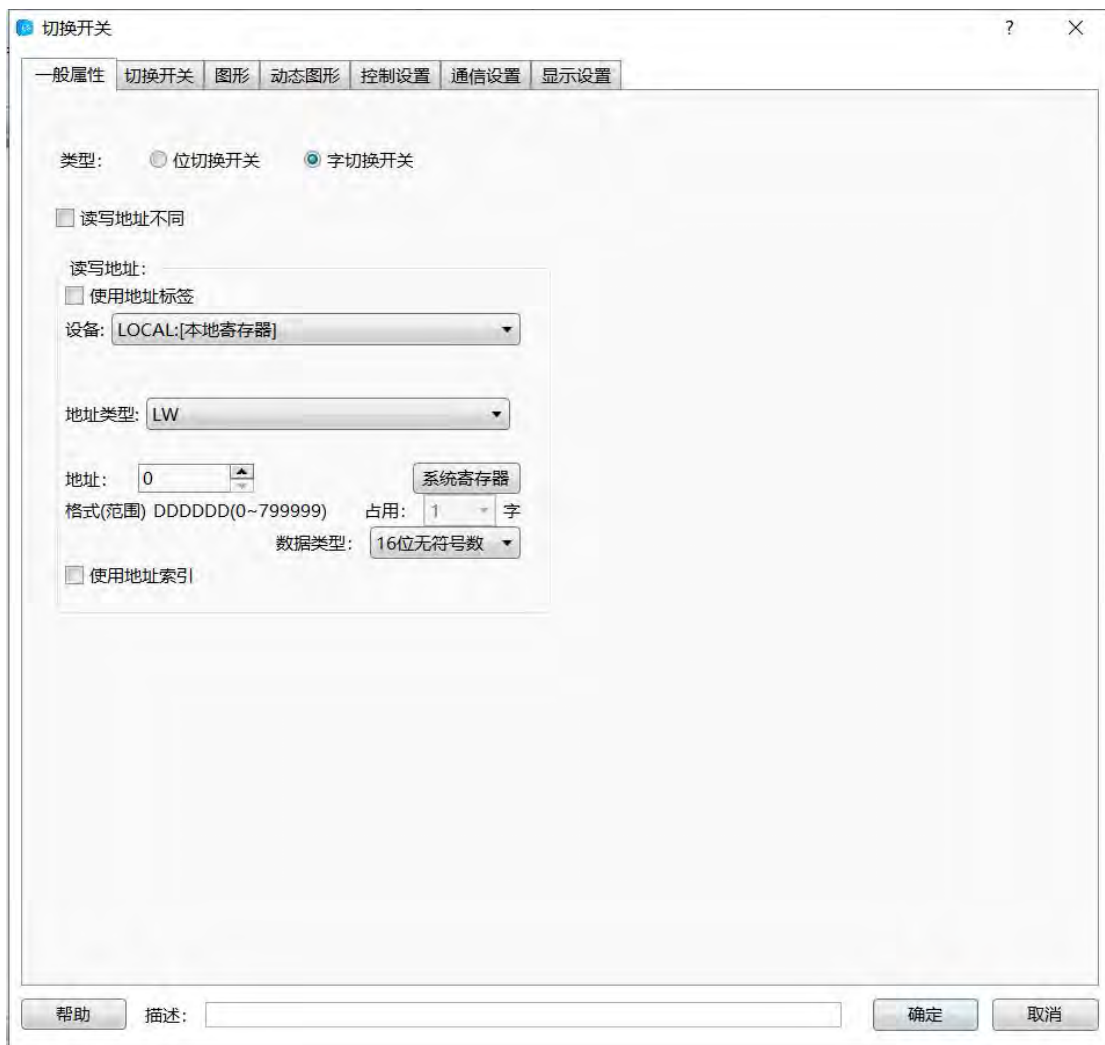 切换开关 ?
一般属性 切换开关 图形 动态图形 控制设置 通信设置 显示设置
类型: 位切换开关 字切换开关
读写地址不同
读写地址:
使用地址标签
设备: LOCAL:[本地寄存器]
地址类型: LW
地址: 0 系统寄存器
格式(范围) DDDDDD(0~799999) 占用: 1 字
数据类型: 16位无符号数
使用地址索引
帮助 描述: 确定 取消